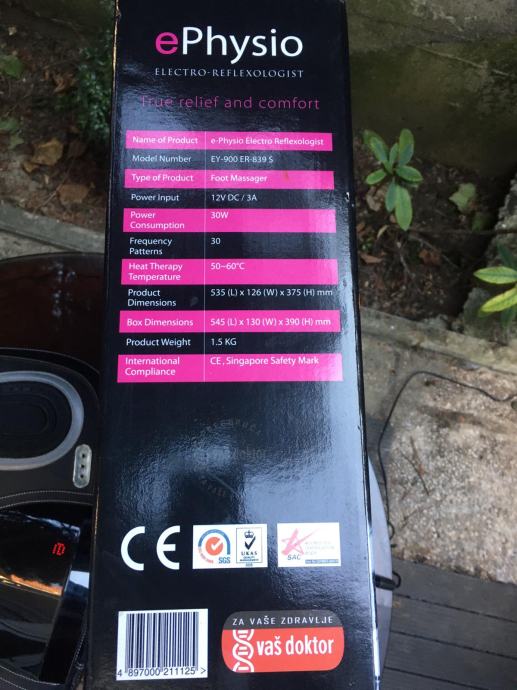 ePhysio
ELECTRO-REFLEXOLOGIST
True relief and comfort
Name of Product e-Physio Electro Reflexologist
Model Number EY-900 ER-839 S
Type of Product Foot Massager
Power Input 12V DC / 3A
Power Consumption 30W
Frequency Patterns 30
Heat Therapy Temperature 50~60°C
Product Dimensions 535 (L) x 126 (W) x 375 (H) mm
Box Dimensions 545 (L) x 130 (W) x 390 (H) mm
Product Weight 1.5 KG
International Compliance CE, Singapore Safety Mark
10
CE
SGS
UKAS
SAC
4 897000 211125 >
ZA VAŠE ZDRAVLJE
vaš doktor